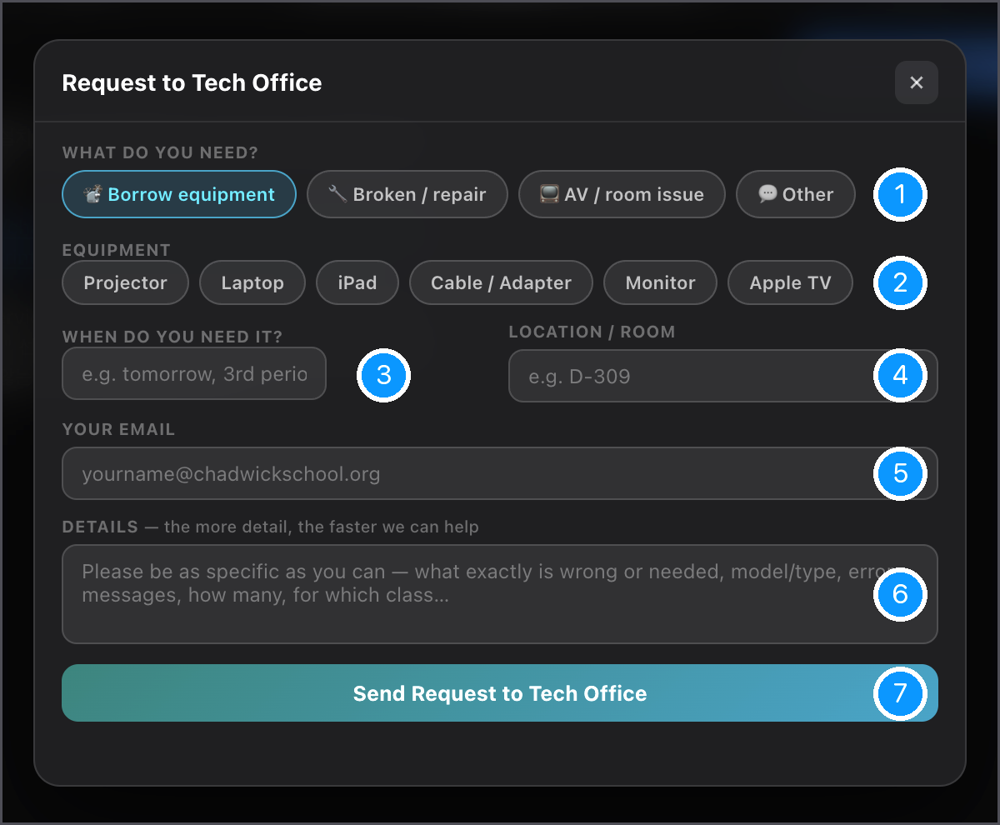 Request to Tech Office
✕
WHAT DO YOU NEED?
📽️ Borrow equipment 🔧 Broken / repair 📺 AV / room issue 💬 Other 1
EQUIPMENT
Projector Laptop iPad Cable / Adapter Monitor Apple TV 2
WHEN DO YOU NEED IT?
e.g. tomorrow, 3rd perio
3
LOCATION / ROOM
e.g. D-309
4
YOUR EMAIL
yourname@chadwickschool.org 5
DETAILS — the more detail, the faster we can help
Please be as specific as you can — what exactly is wrong or needed, model/type, error
messages, how many, for which class...
6
Send Request to Tech Office 7